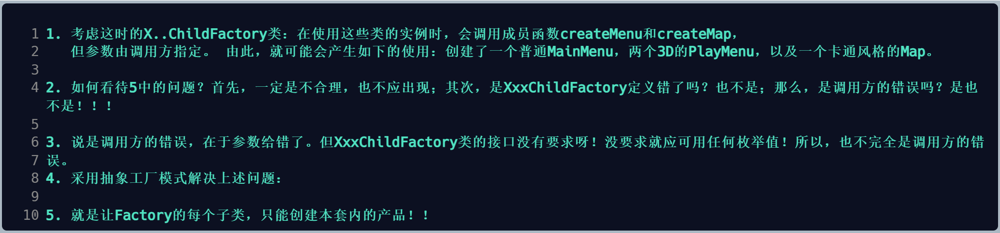 1 1. 考虑这时的X..ChildFactory类：在使用这些类的实例时，会调用成员函数createMenu和createMap，
2 但参数由调用方指定。 由此，就可能会产生如下的使用：创建了一个普通MainMenu，两个3D的PlayMenu，以及一个卡通风格的Map。
3
4 2. 如何看待5中的问题？首先，一定是不合理，也不应出现；其次，是XxxChildFactory定义错了吗？也不是；那么，是调用方的错误吗？是也
不是！！！
5
6 3. 说是调用方的错误，在于参数给错了。但XxxChildFactory类的接口没有要求呀！没要求就应可用任何枚举值！所以，也不完全是调用方的错
7 误。
8 4. 采用抽象工厂模式解决上述问题：
9
10 5. 就是让Factory的每个子类，只能创建本套内的产品！！